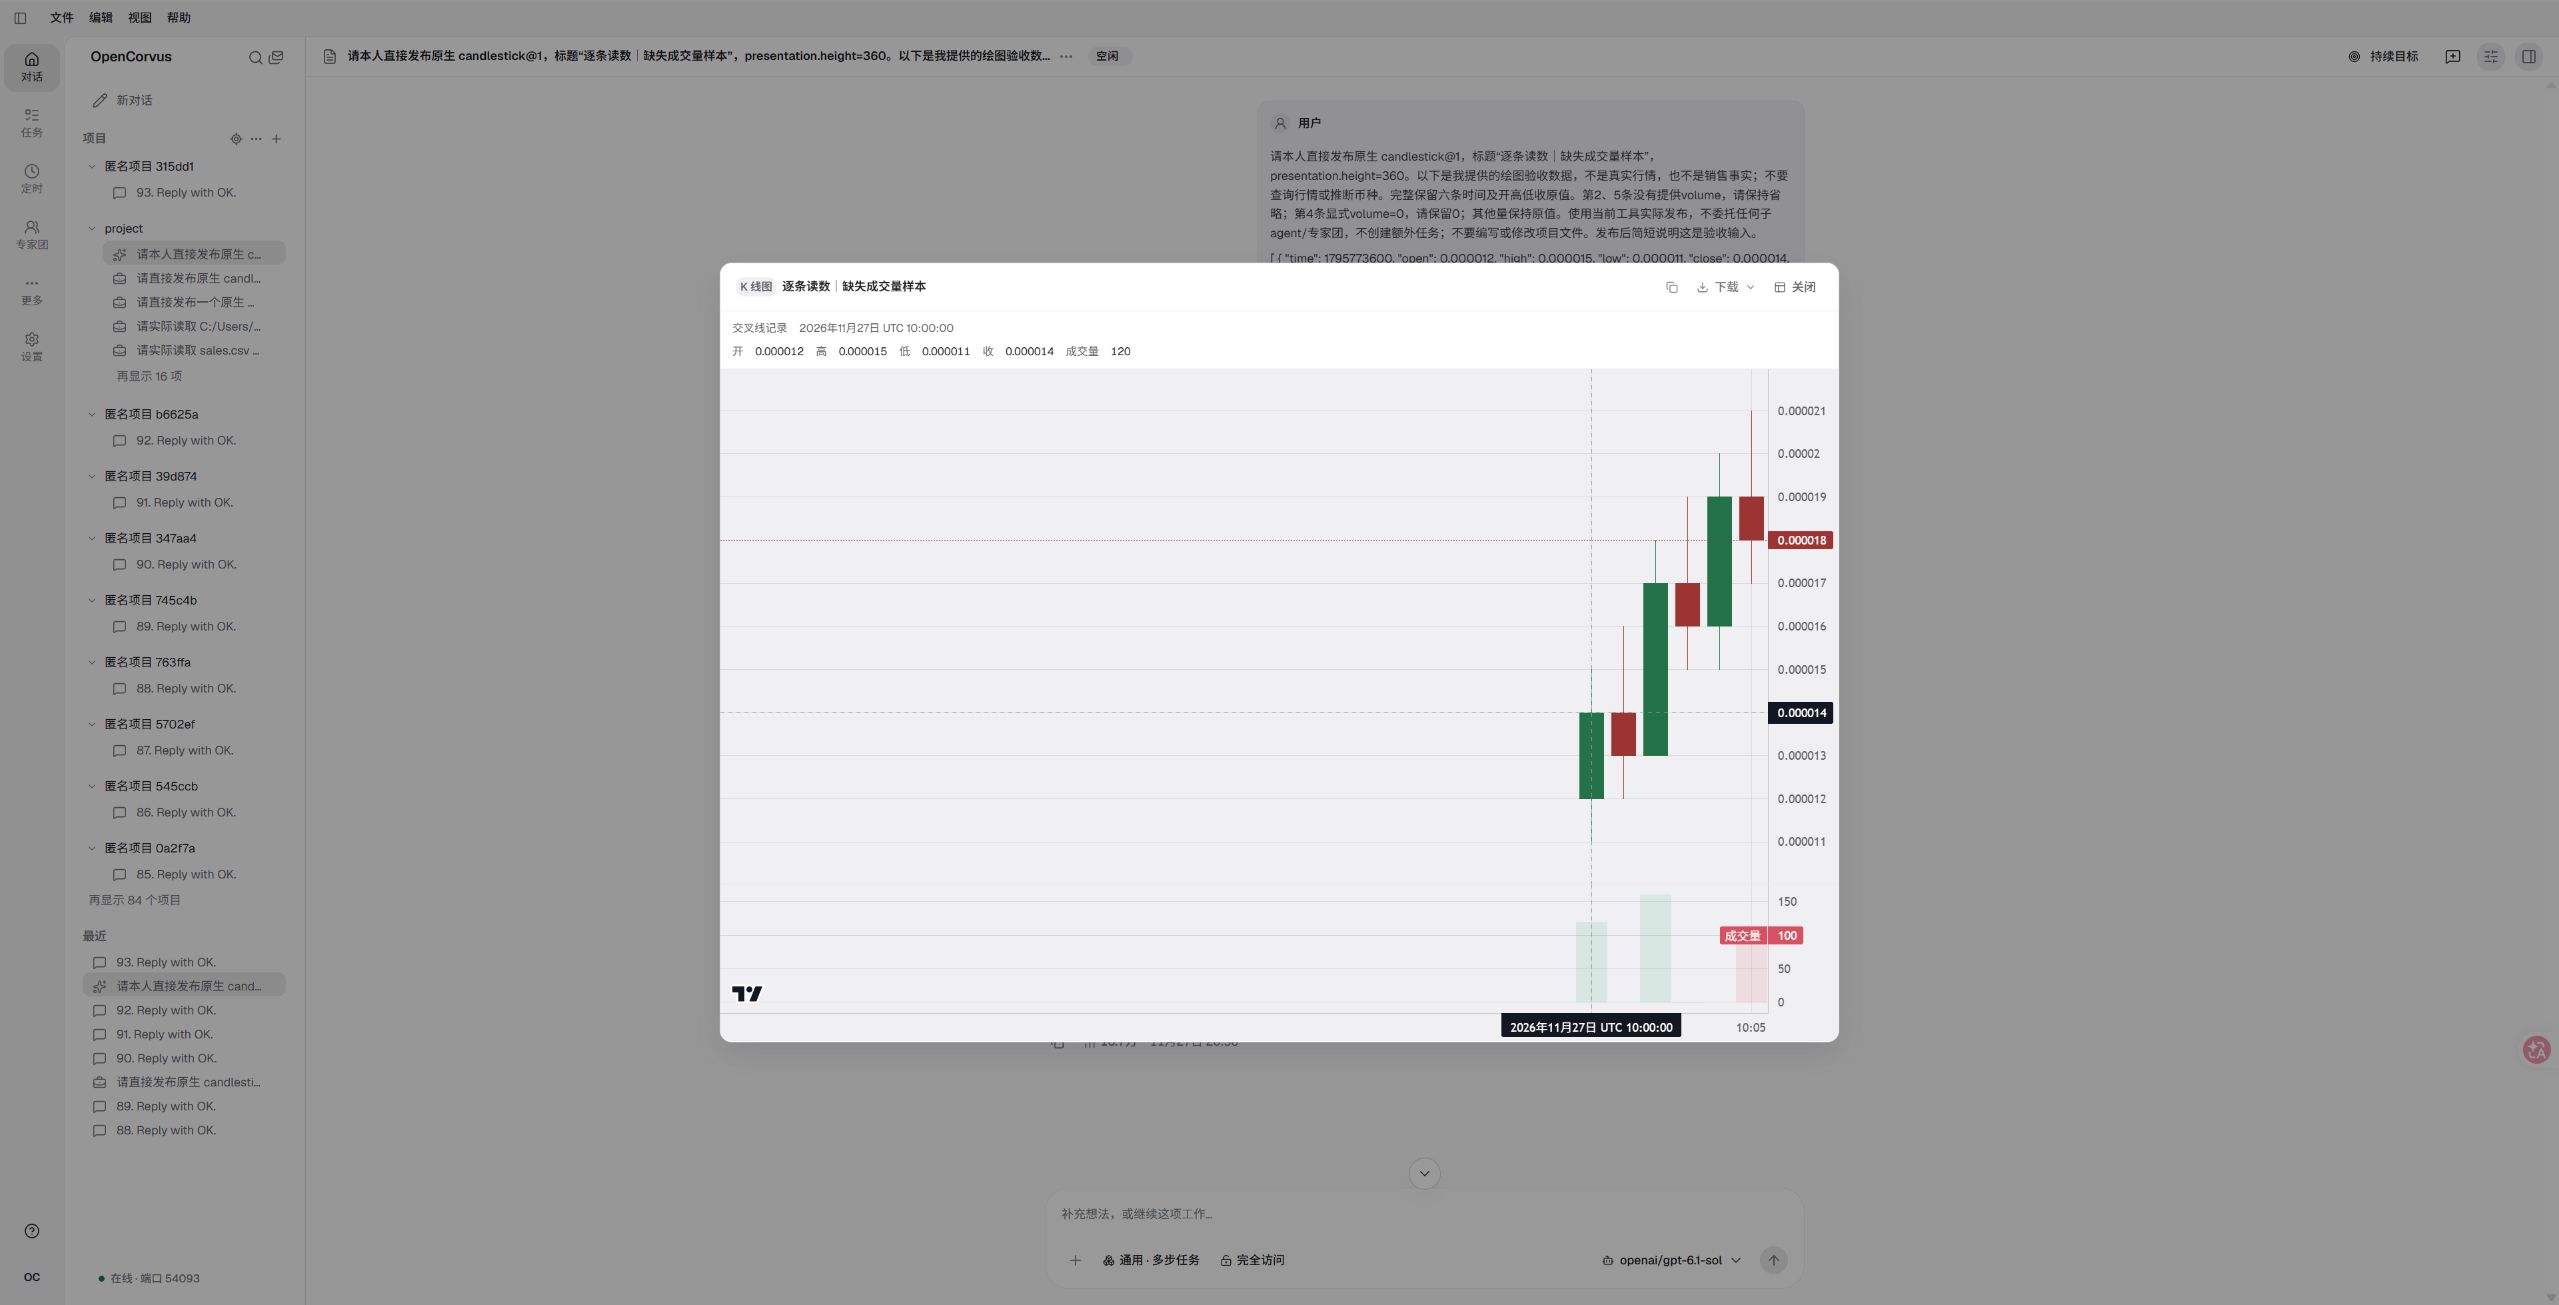 文件 编辑 视图 帮助
对话
任务
定时
专家团
更多
设置
OC
OpenCorvus
新对话
项目
匿名项目 315dd1
93. Reply with OK.
project
请本人直接发布原生 c...
请直接发布原生 candl...
请直接发布一个原生 ...
请实际读取 C:/Users/...
请实际读取 sales.csv ...
再显示 16 项
匿名项目 b6625a
92. Reply with OK.
匿名项目 39d874
91. Reply with OK.
匿名项目 347aa4
90. Reply with OK.
匿名项目 745c4b
89. Reply with OK.
匿名项目 763ffa
88. Reply with OK.
匿名项目 5702ef
87. Reply with OK.
匿名项目 545ccb
86. Reply with OK.
匿名项目 0a2f7a
85. Reply with OK.
再显示 84 个项目
最近
93. Reply with OK.
请本人直接发布原生 cand...
92. Reply with OK.
91. Reply with OK.
90. Reply with OK.
请直接发布原生 candlesti...
89. Reply with OK.
88. Reply with OK.
在线 · 端口 54093
请本人直接发布原生 candlestick@1，标题“逐条读数｜缺失成交量样本”，presentation.height=360。以下是我提供的绘图验收数... ··· 空闲
持续目标
用户
请本人直接发布原生 candlestick@1，标题“逐条读数｜缺失成交量样本”，
presentation.height=360。以下是我提供的绘图验收数据，不是真实行情，也不是销售事实；不要
查询行情或推断币种。完整保留六条时间及开高低收原值。第2、5条没有提供volume，请保持省
略；第4条显式volume=0，请保留0；其他量保持原值。使用当前工具实际发布，不委托任何子
agent/专家团，不创建额外任务；不要编写或修改项目文件。发布后简短说明这是验收输入。
[ { "time": 1795773600, "open": 0.000012, "high": 0.000015, "low": 0.000011, "close": 0.000014,
K 线图 逐条读数｜缺失成交量样本 下载 关闭
交叉线记录 2026年11月27日 UTC 10:00:00
开 0.000012 高 0.000015 低 0.000011 收 0.000014 成交量 120
0.000021
0.00002
0.000019
0.000018
0.000017
0.000016
0.000015
0.000014
0.000013
0.000012
0.000011
150
成交量 100
50
0
2026年11月27日 UTC 10:00:00 10:05
补充想法，或继续这项工作...
通用 · 多步任务 完全访问 openai/gpt-6.1-sol